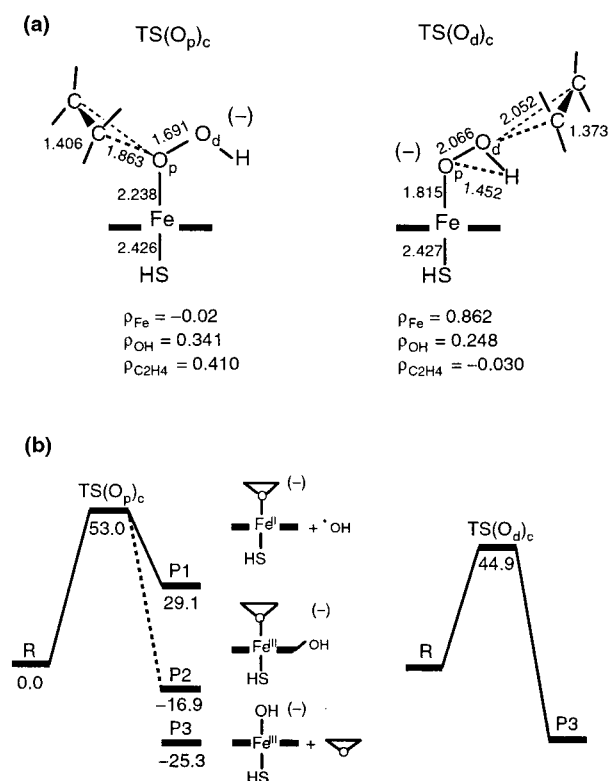 (a)
TS(Op)c
TS(Od)c
C
C
1.406
1.863
1.691
Op
Od
(−)
H
2.238
Fe
2.426
HS
ρFe = −0.02
ρOH = 0.341
ρC2H4 = 0.410
C
C
2.052
1.373
2.066
Od
(−)
Op
H
1.452
1.815
Fe
2.427
HS
ρFe = 0.862
ρOH = 0.248
ρC2H4 = −0.030
(b)
TS(Op)c
53.0
R
0.0
P1
29.1
P2
−16.9
P3
−25.3
O
(−)
FeII
+ •OH
HS
O
(−)
FeIII
OH
HS
OH
(−)
FeIII
+
O
HS
TS(Od)c
44.9
R
P3